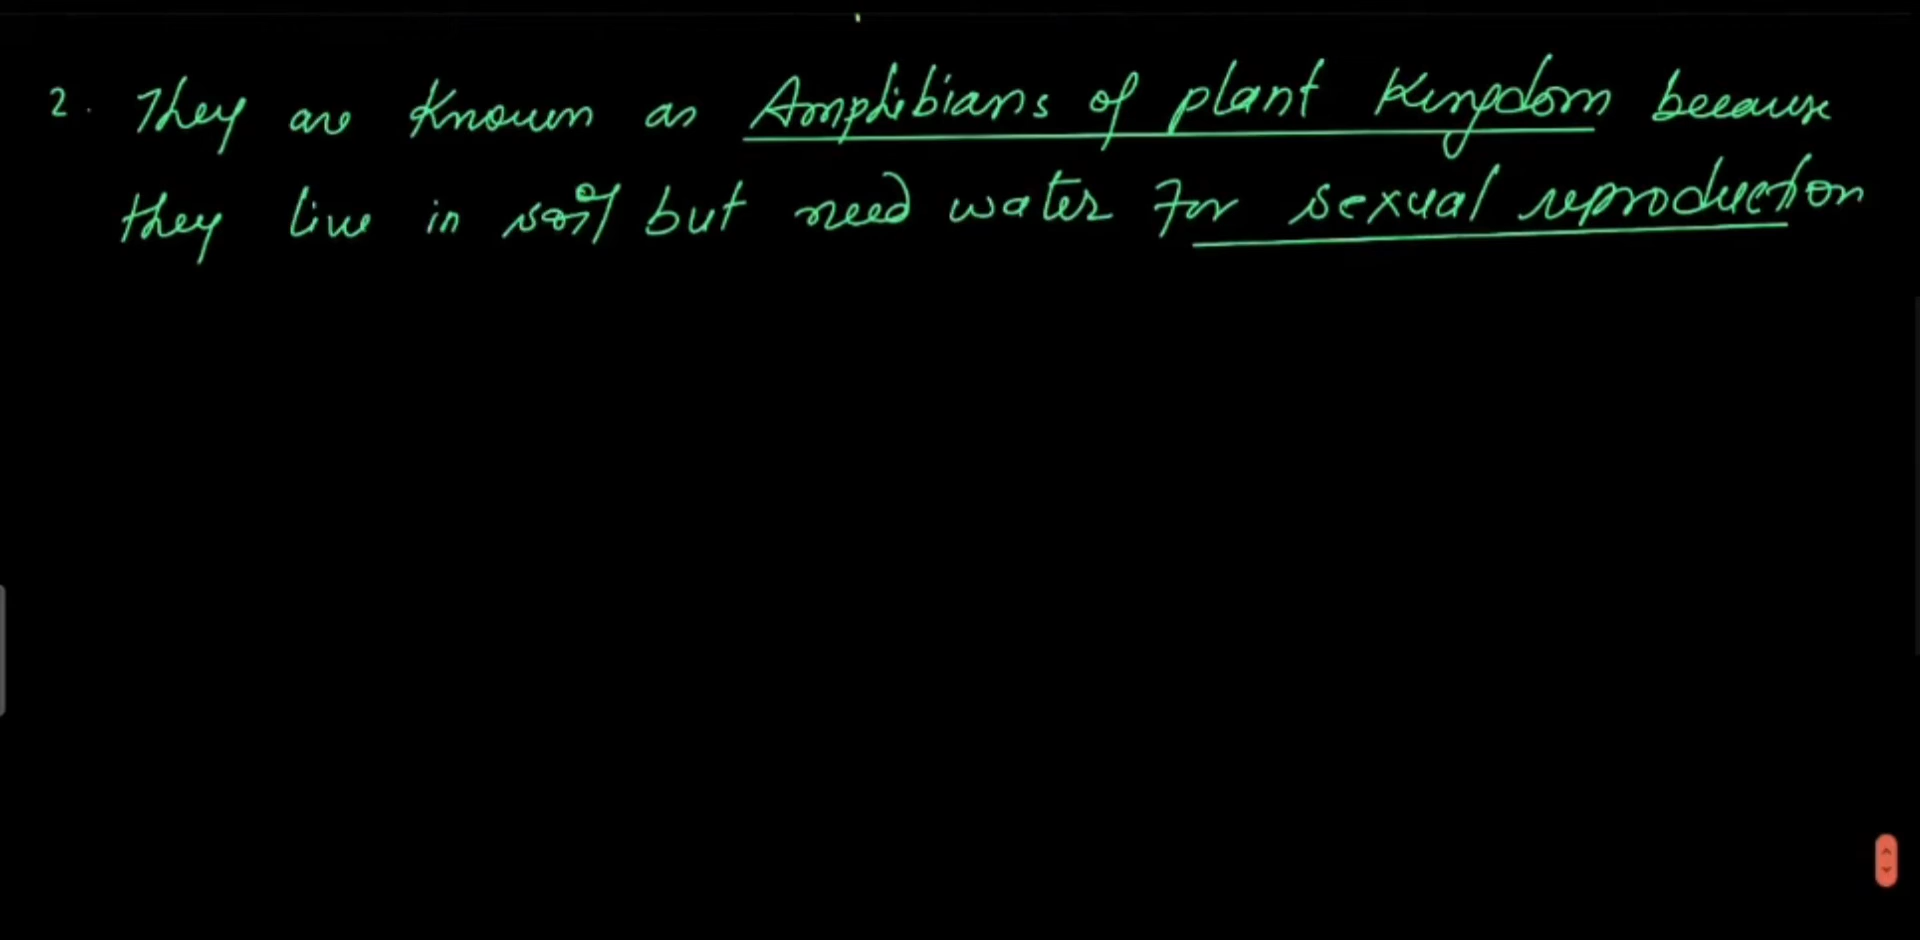 2. They are known as Amphibians of plant Kingdom because
they live in soil but need water for sexual reproduction